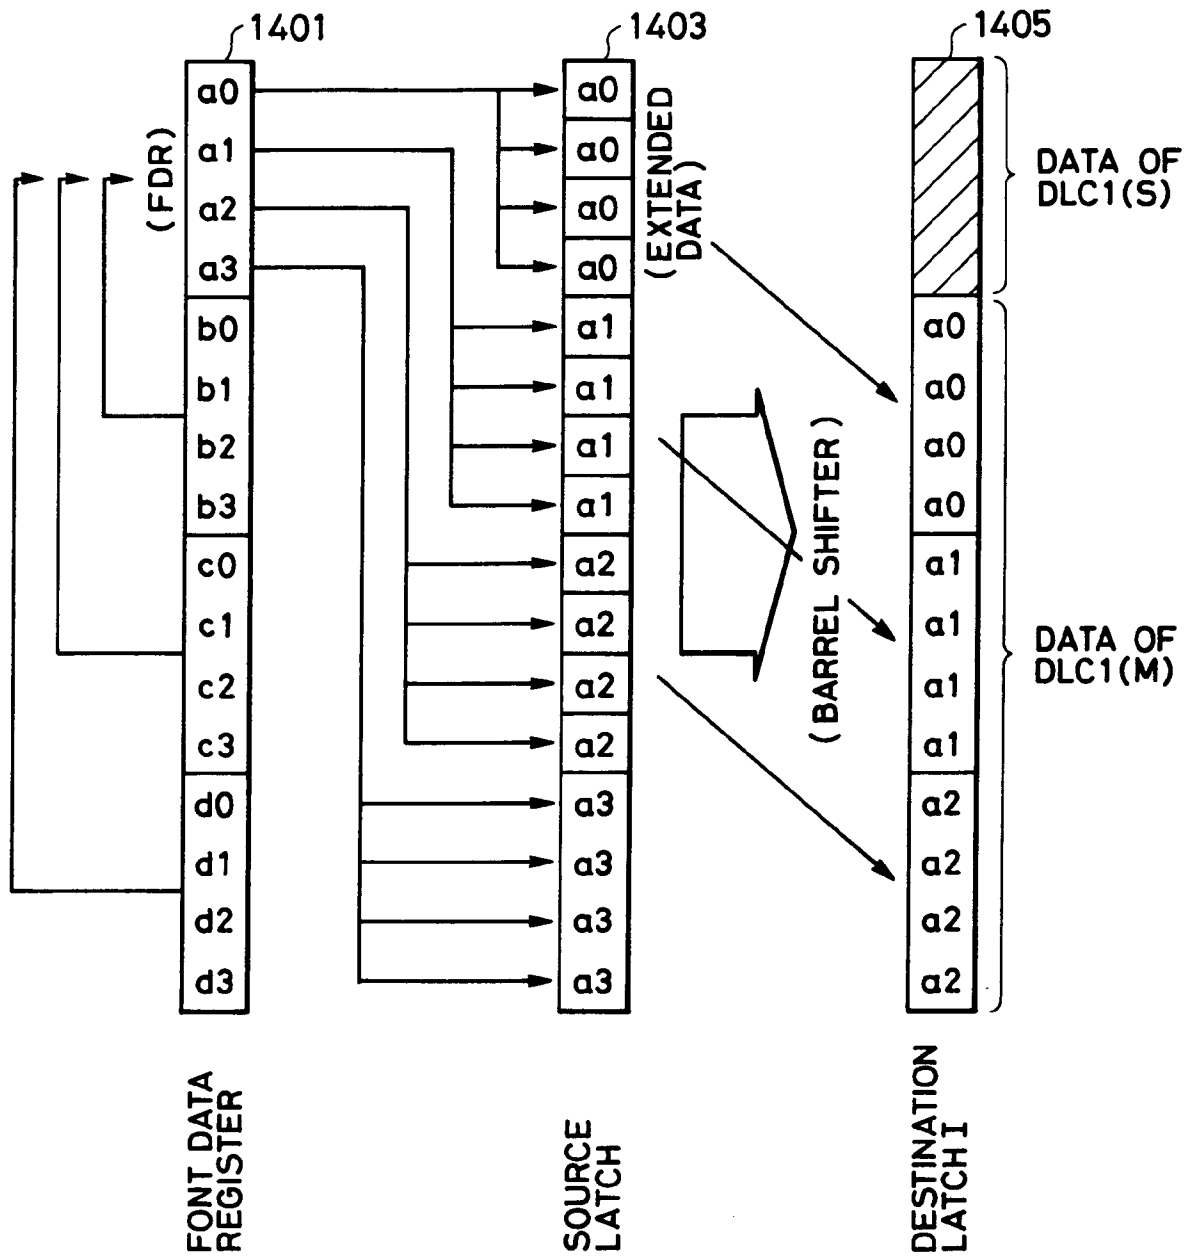 1401
1403
1405
(FDR)
a0
a1
a2
a3
b0
b1
b2
b3
c0
c1
c2
c3
d0
d1
d2
d3
a0
a0
a0
a0
a1
a1
a1
a1
a2
a2
a2
a2
a3
a3
a3
a3
(EXTENDED
DATA)
(BARREL SHIFTER)
a0
a0
a0
a0
a1
a1
a1
a1
a2
a2
a2
a2
DATA OF
DLC1(S)
DATA OF
DLC1(M)
FONT DATA
REGISTER
SOURCE
LATCH
DESTINATION
LATCH I